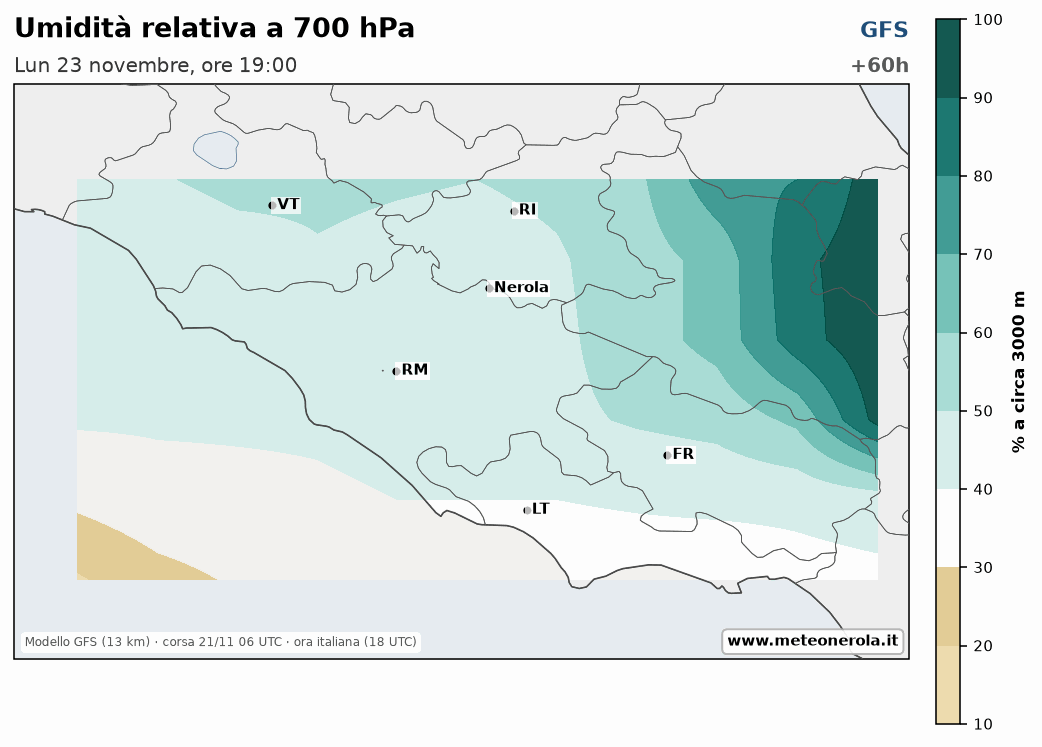 Umidità relativa a 700 hPa
GFS
Lun 23 novembre, ore 19:00
+60h
VT
RI
Nerola
RM
FR
LT
Modello GFS (13 km) · corsa 21/11 06 UTC · ora italiana (18 UTC)
www.meteonerola.it
100
90
80
70
60
50
40
30
20
10
% a circa 3000 m